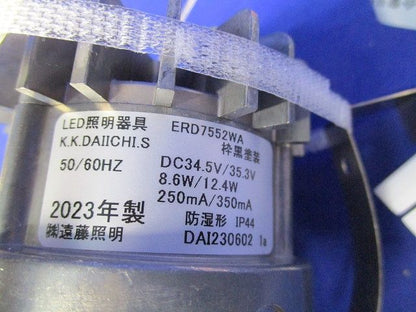 LED照明器具 ERD7552WA
K.K.DAIICHI.S 枠黒塗装
50/60HZ DC34.5V/35.3V
8.6W/12.4W
250mA/350mA
2023年製 防湿形 IP44
㈱遠藤照明 DAI230602 1a